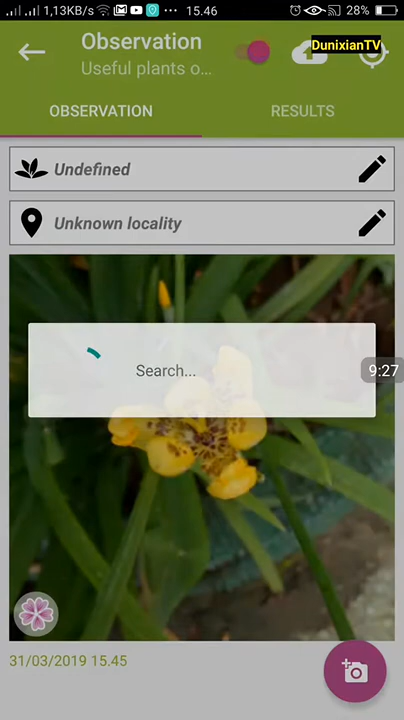 1,13KB/s
15.46
28%
Observation
Useful plants o...
DunixianTV
OBSERVATION
RESULTS
Undefined
Unknown locality
Search...
9:27
31/03/2019 15.45